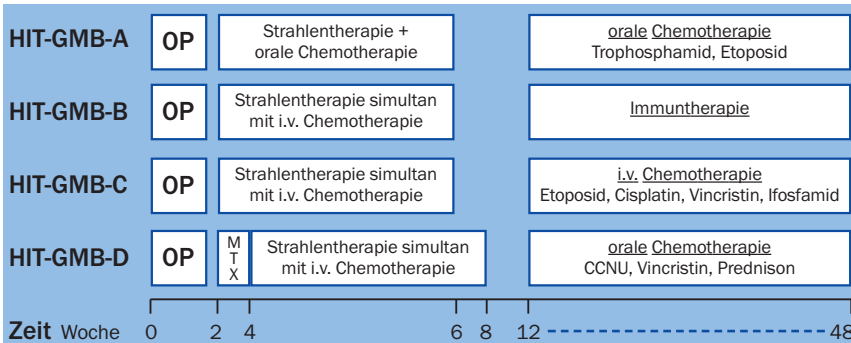 HIT-GMB-A
OP
Strahlentherapie +
orale Chemotherapie
orale Chemotherapie
Trophosphamid, Etoposid
HIT-GMB-B
OP
Strahlentherapie simultan
mit i.v. Chemotherapie
Immuntherapie
HIT-GMB-C
OP
Strahlentherapie simultan
mit i.v. Chemotherapie
i.v. Chemotherapie
Etoposid, Cisplatin, Vincristin, Ifosfamid
HIT-GMB-D
OP
M
T
X
Strahlentherapie simultan
mit i.v. Chemotherapie
orale Chemotherapie
CCNU, Vincristin, Prednison
Zeit Woche 0 2 4 6 8 12 48